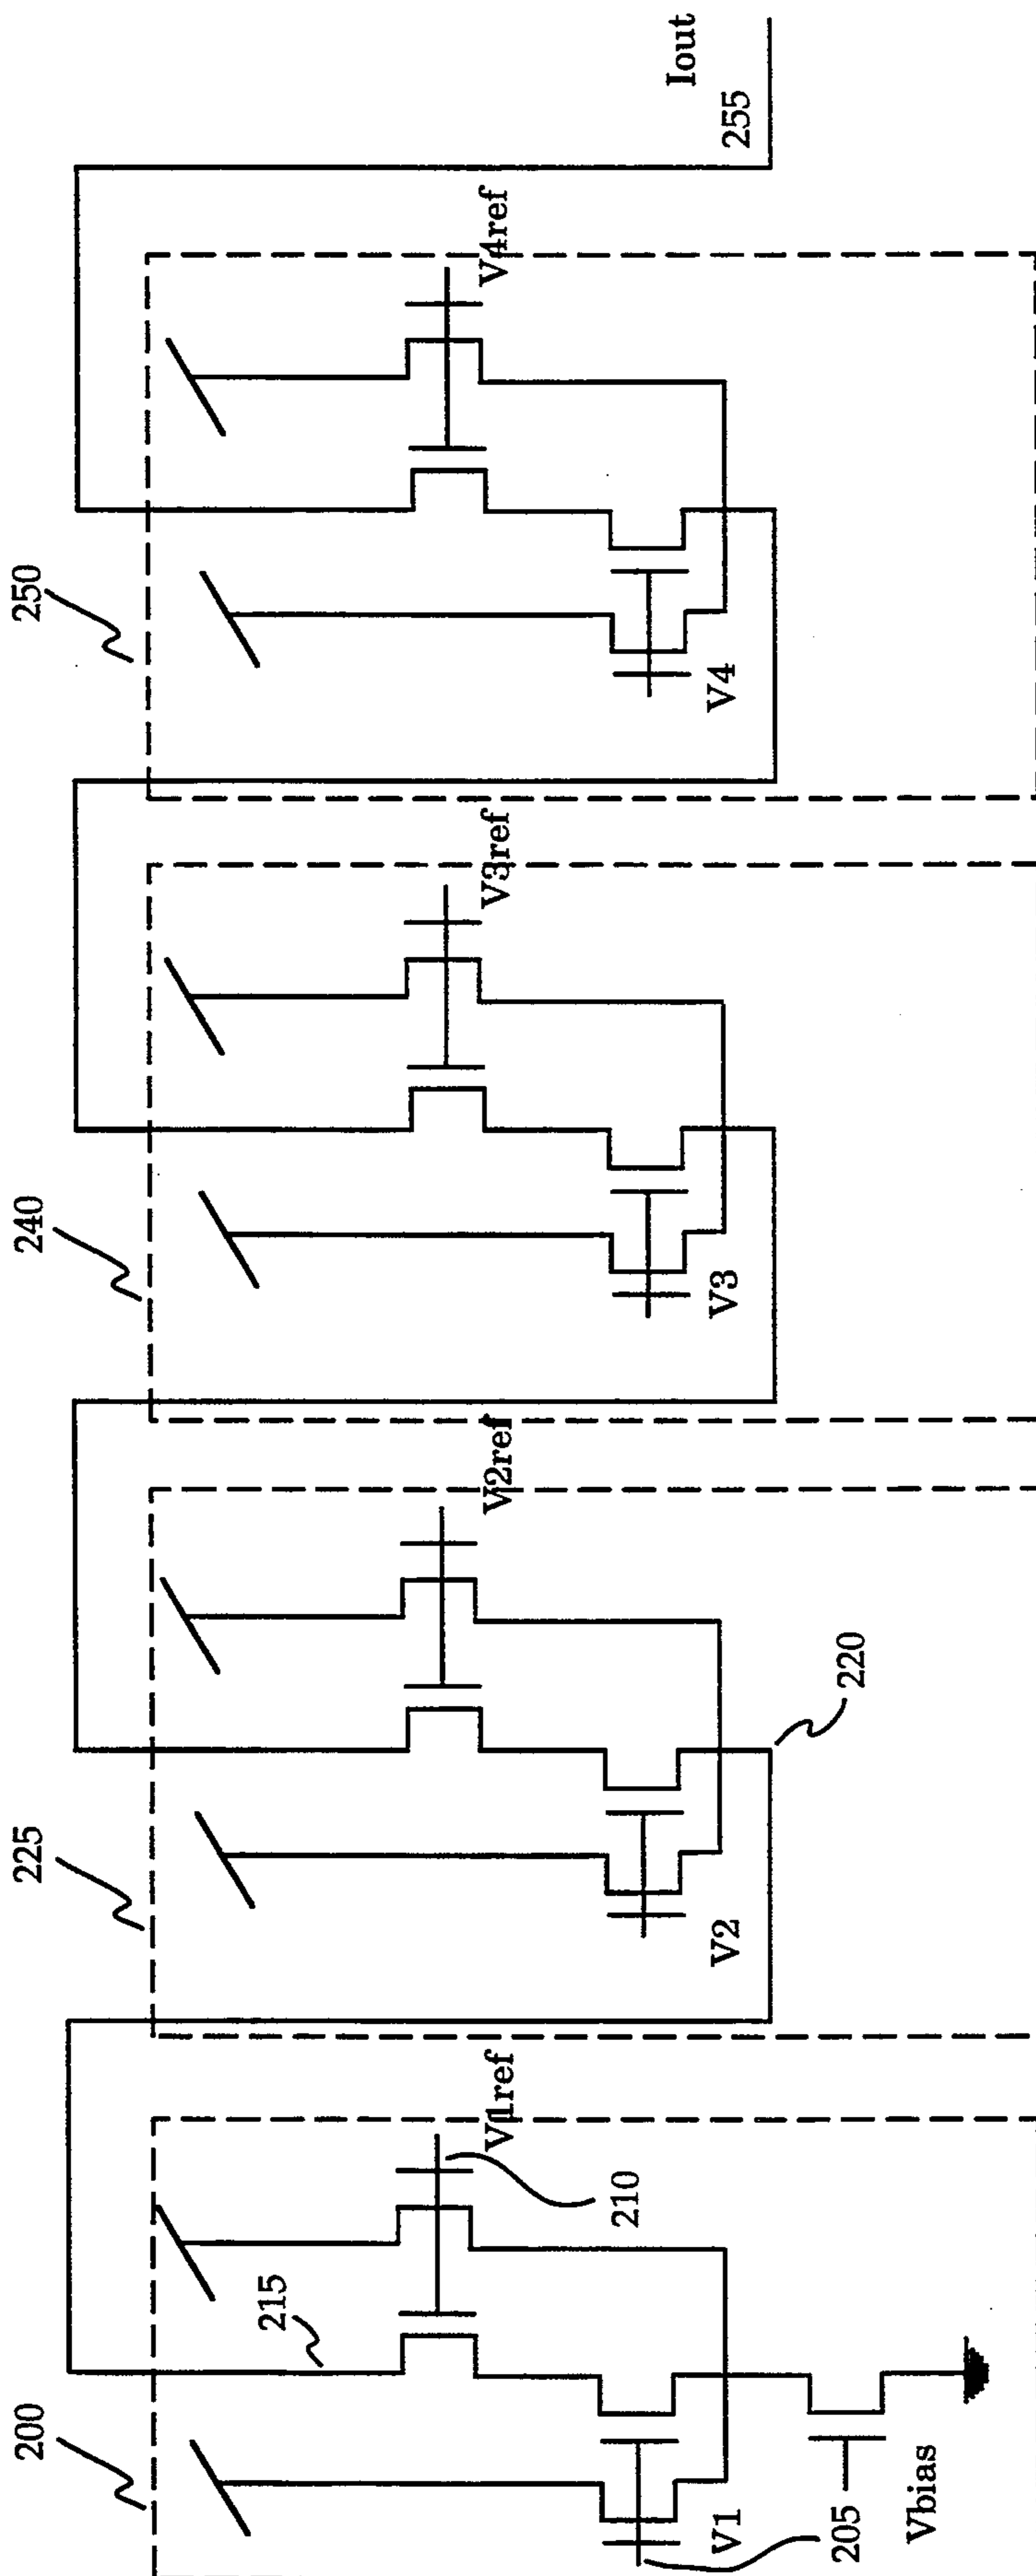 200
215
V1ref
210
V1
205
Vbias
225
V2ref
V2
220
240
V3ref
V3
250
V4ref
V4
Iout
255